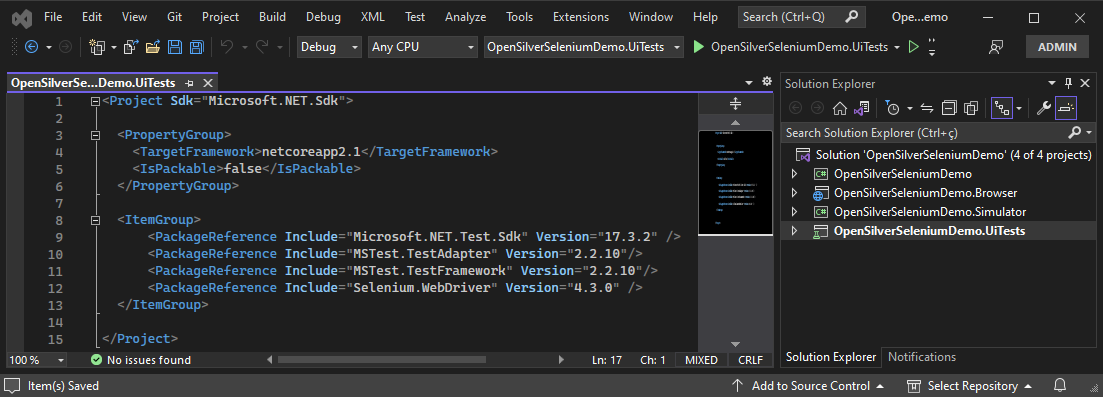 File Edit View Git Project Build Debug XML Test Analyze Tools Extensions Window Help Search (Ctrl+Q) Ope...emo
Debug Any CPU OpenSilverSeleniumDemo.UiTests OpenSilverSeleniumDemo.UiTests ADMIN
OpenSilverSe...Demo.UiTests
1 <Project Sdk="Microsoft.NET.Sdk">
2
3 <PropertyGroup>
4 <TargetFramework>netcoreapp2.1</TargetFramework>
5 <IsPackable>false</IsPackable>
6 </PropertyGroup>
7
8 <ItemGroup>
9 <PackageReference Include="Microsoft.NET.Test.Sdk" Version="17.3.2" />
10 <PackageReference Include="MSTest.TestAdapter" Version="2.2.10"/>
11 <PackageReference Include="MSTest.TestFramework" Version="2.2.10"/>
12 <PackageReference Include="Selenium.WebDriver" Version="4.3.0" />
13 </ItemGroup>
14
15 </Project>
100 % No issues found Ln: 17 Ch: 1 MIXED CRLF
Solution Explorer
Search Solution Explorer (Ctrl+ç)
Solution 'OpenSilverSeleniumDemo' (4 of 4 projects)
OpenSilverSeleniumDemo
OpenSilverSeleniumDemo.Browser
OpenSilverSeleniumDemo.Simulator
OpenSilverSeleniumDemo.UiTests
Solution Explorer Notifications
Item(s) Saved Add to Source Control Select Repository